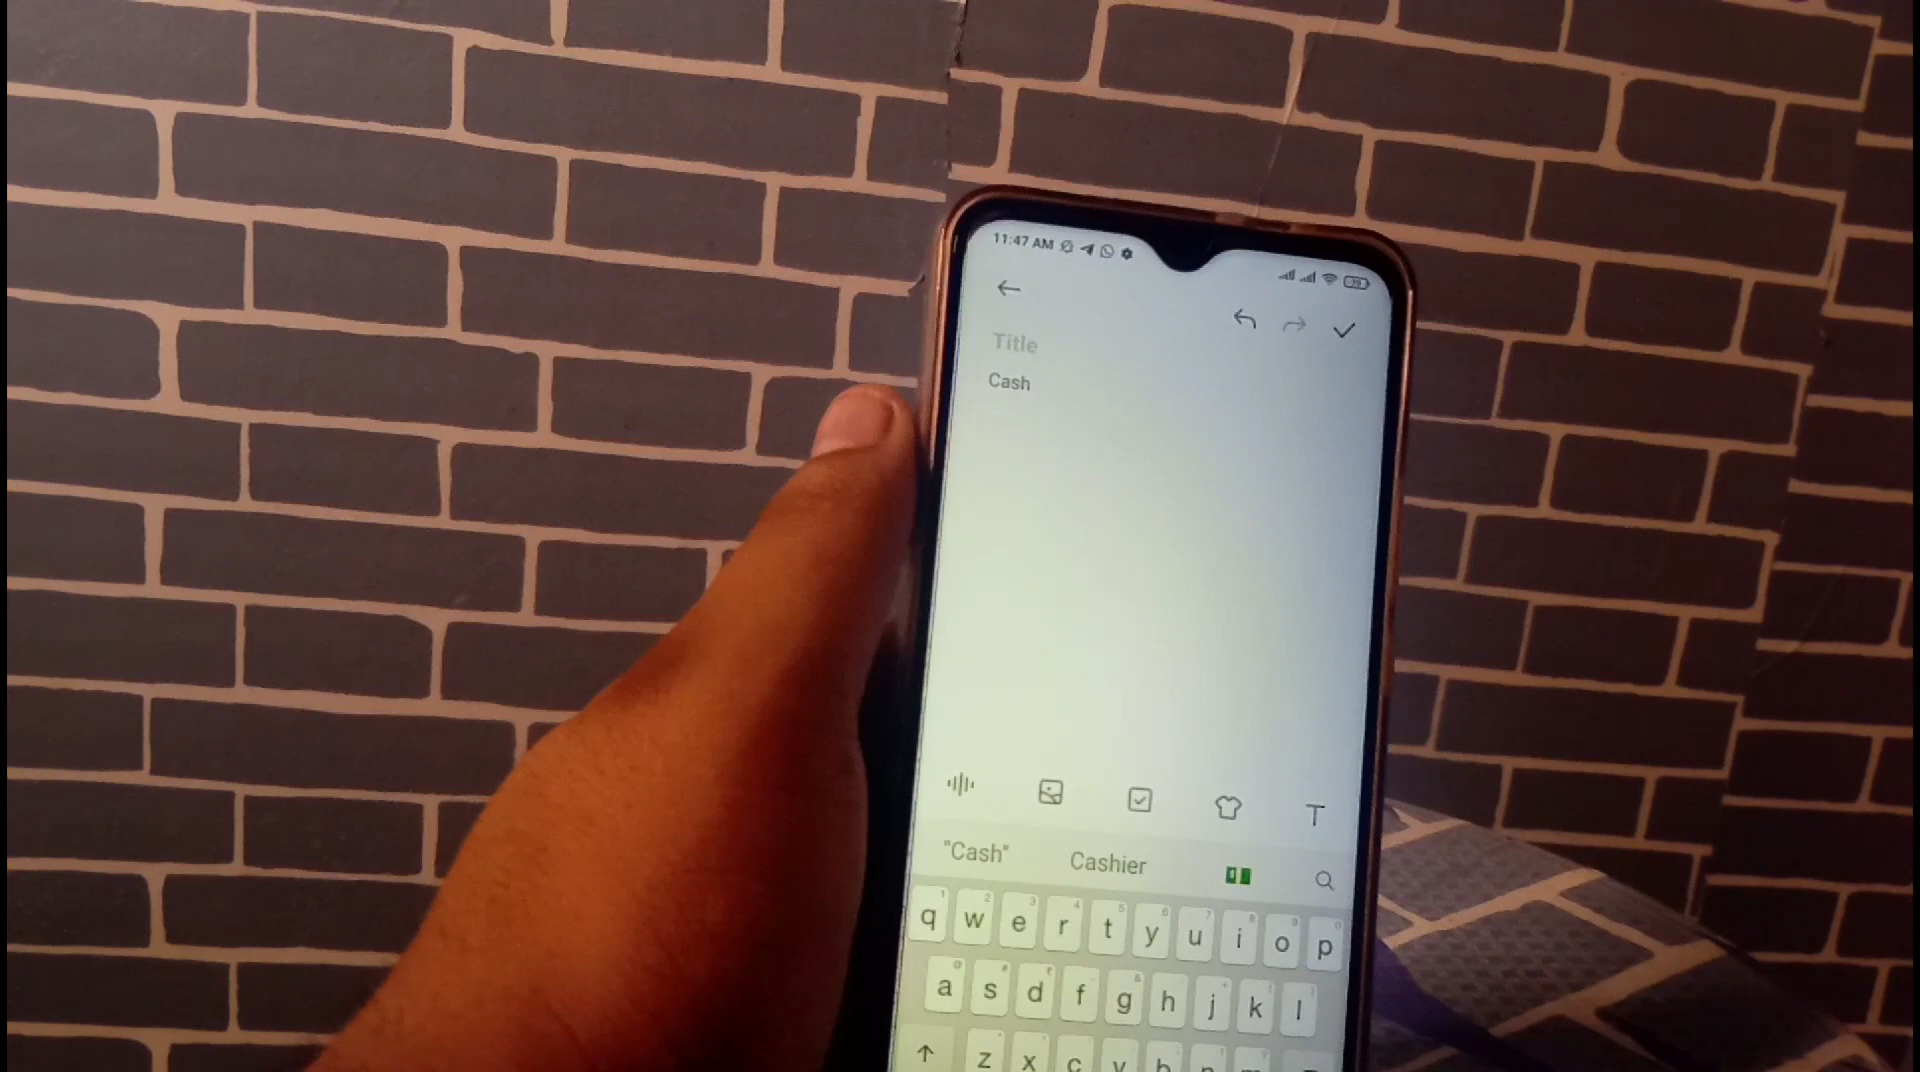 11:47 AM
Title
Cash
T
"Cash" Cashier
q w e r t y u i o p
a s d f g h j k l
z x c v b n m